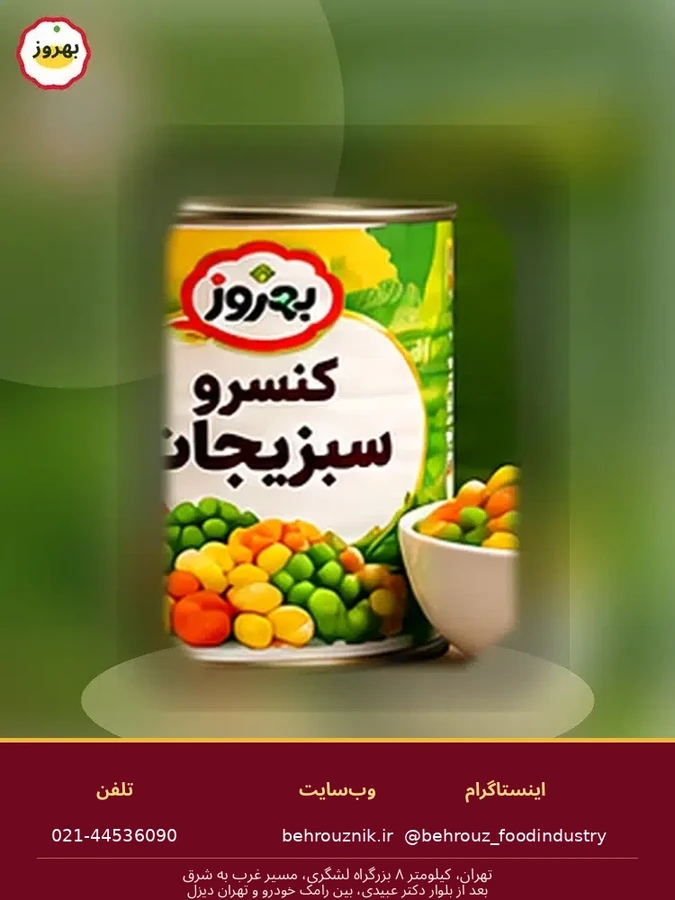 بهروز
بهروز
کنسرو
سبزیجات
اینستاگرام
وب‌سایت
تلفن
@behrouz_foodindustry
behrouznik.ir
021-44536090
تهران، کیلومتر ۸ بزرگراه لشگری، مسیر غرب به شرق
بعد از بلوار دکتر عبیدی، بین رامک خودرو و تهران دیزل